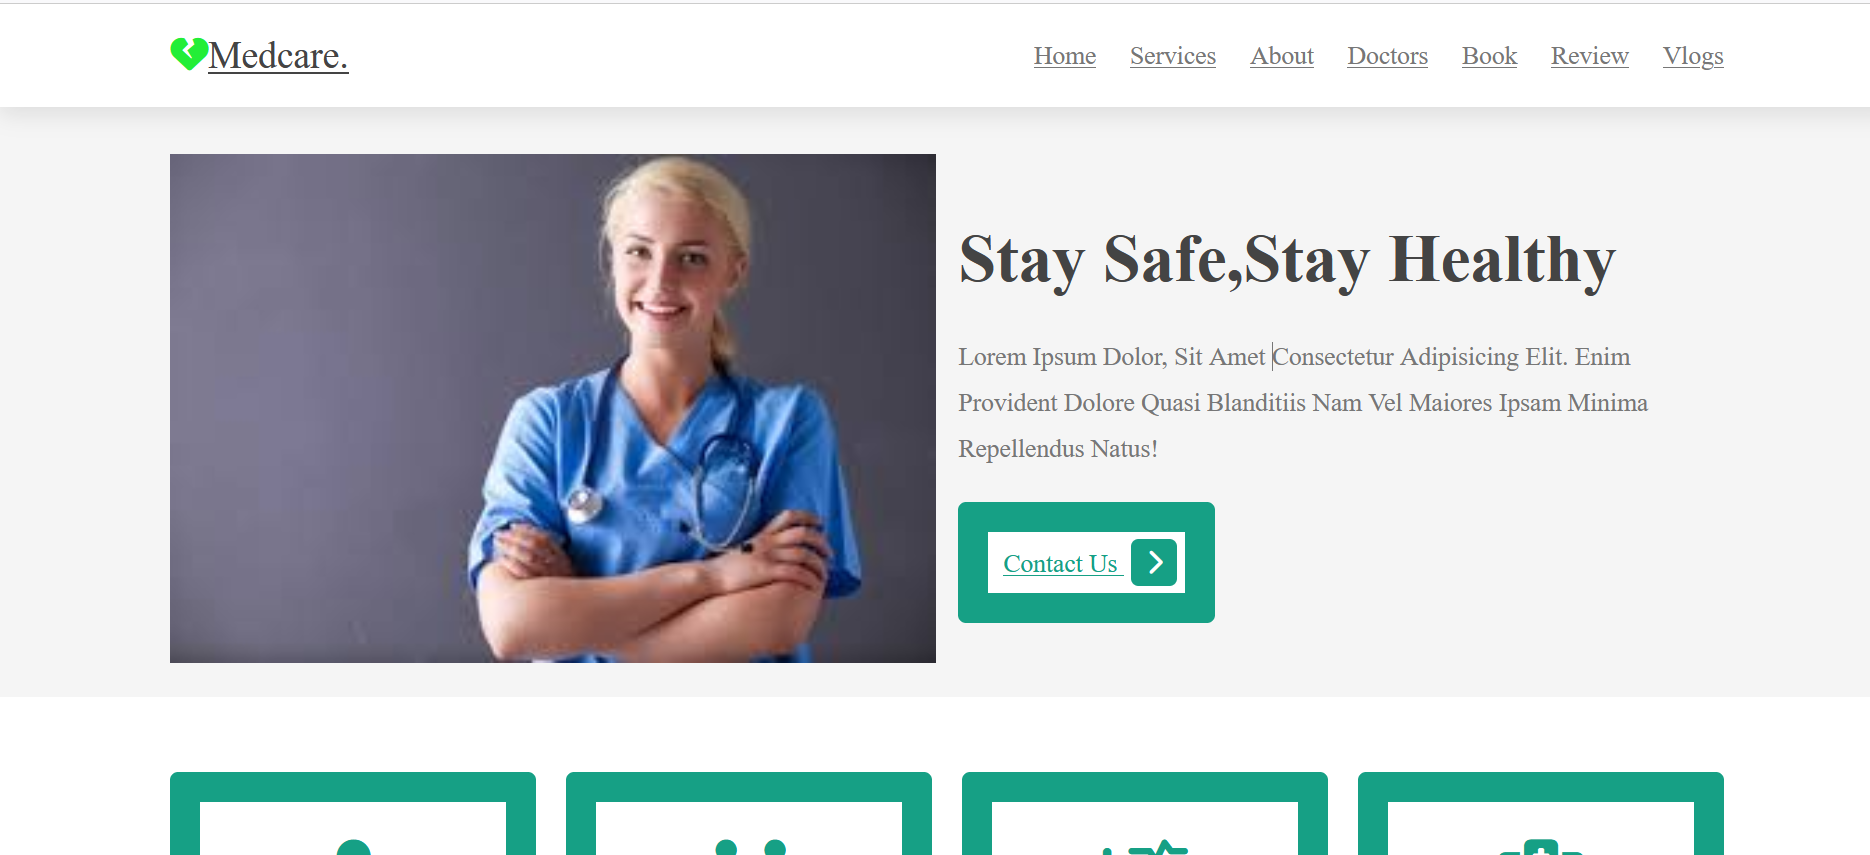 Medcare.
Home Services About Doctors Book Review Vlogs
Stay Safe,Stay Healthy
Lorem Ipsum Dolor, Sit Amet Consectetur Adipisicing Elit. Enim
Provident Dolore Quasi Blanditiis Nam Vel Maiores Ipsam Minima
Repellendus Natus!
Contact Us